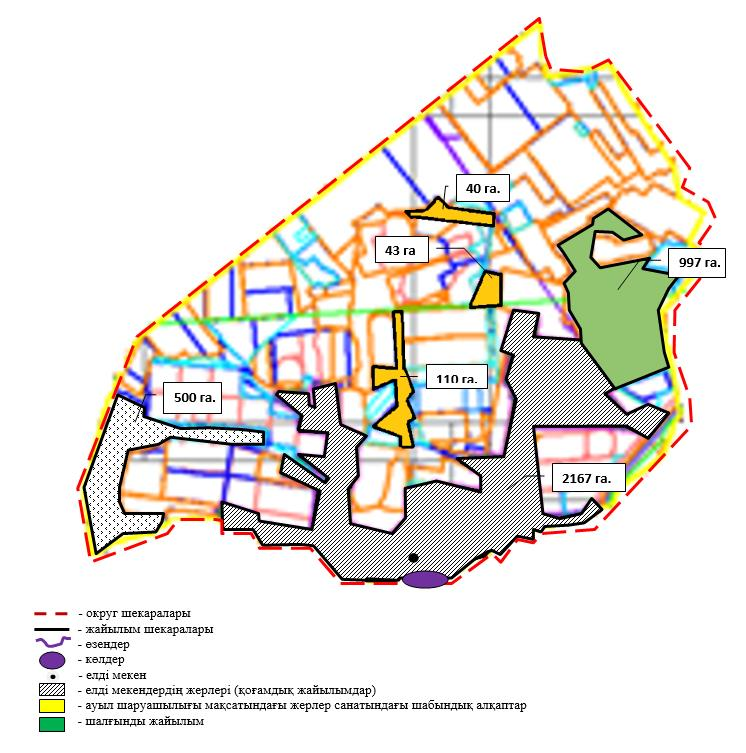 40 га.
43 га
997 га.
110 га.
500 га.
2167 га.
- округ шекаралары
- жайылым шекаралары
- өзендер
- көлдер
- елді мекен
- елді мекендердің жерлері (қоғамдық жайылымдар)
- ауыл шаруашылығы мақсатындағы жерлер санатындағы шабындық алқаптар
- шалғынды жайылым